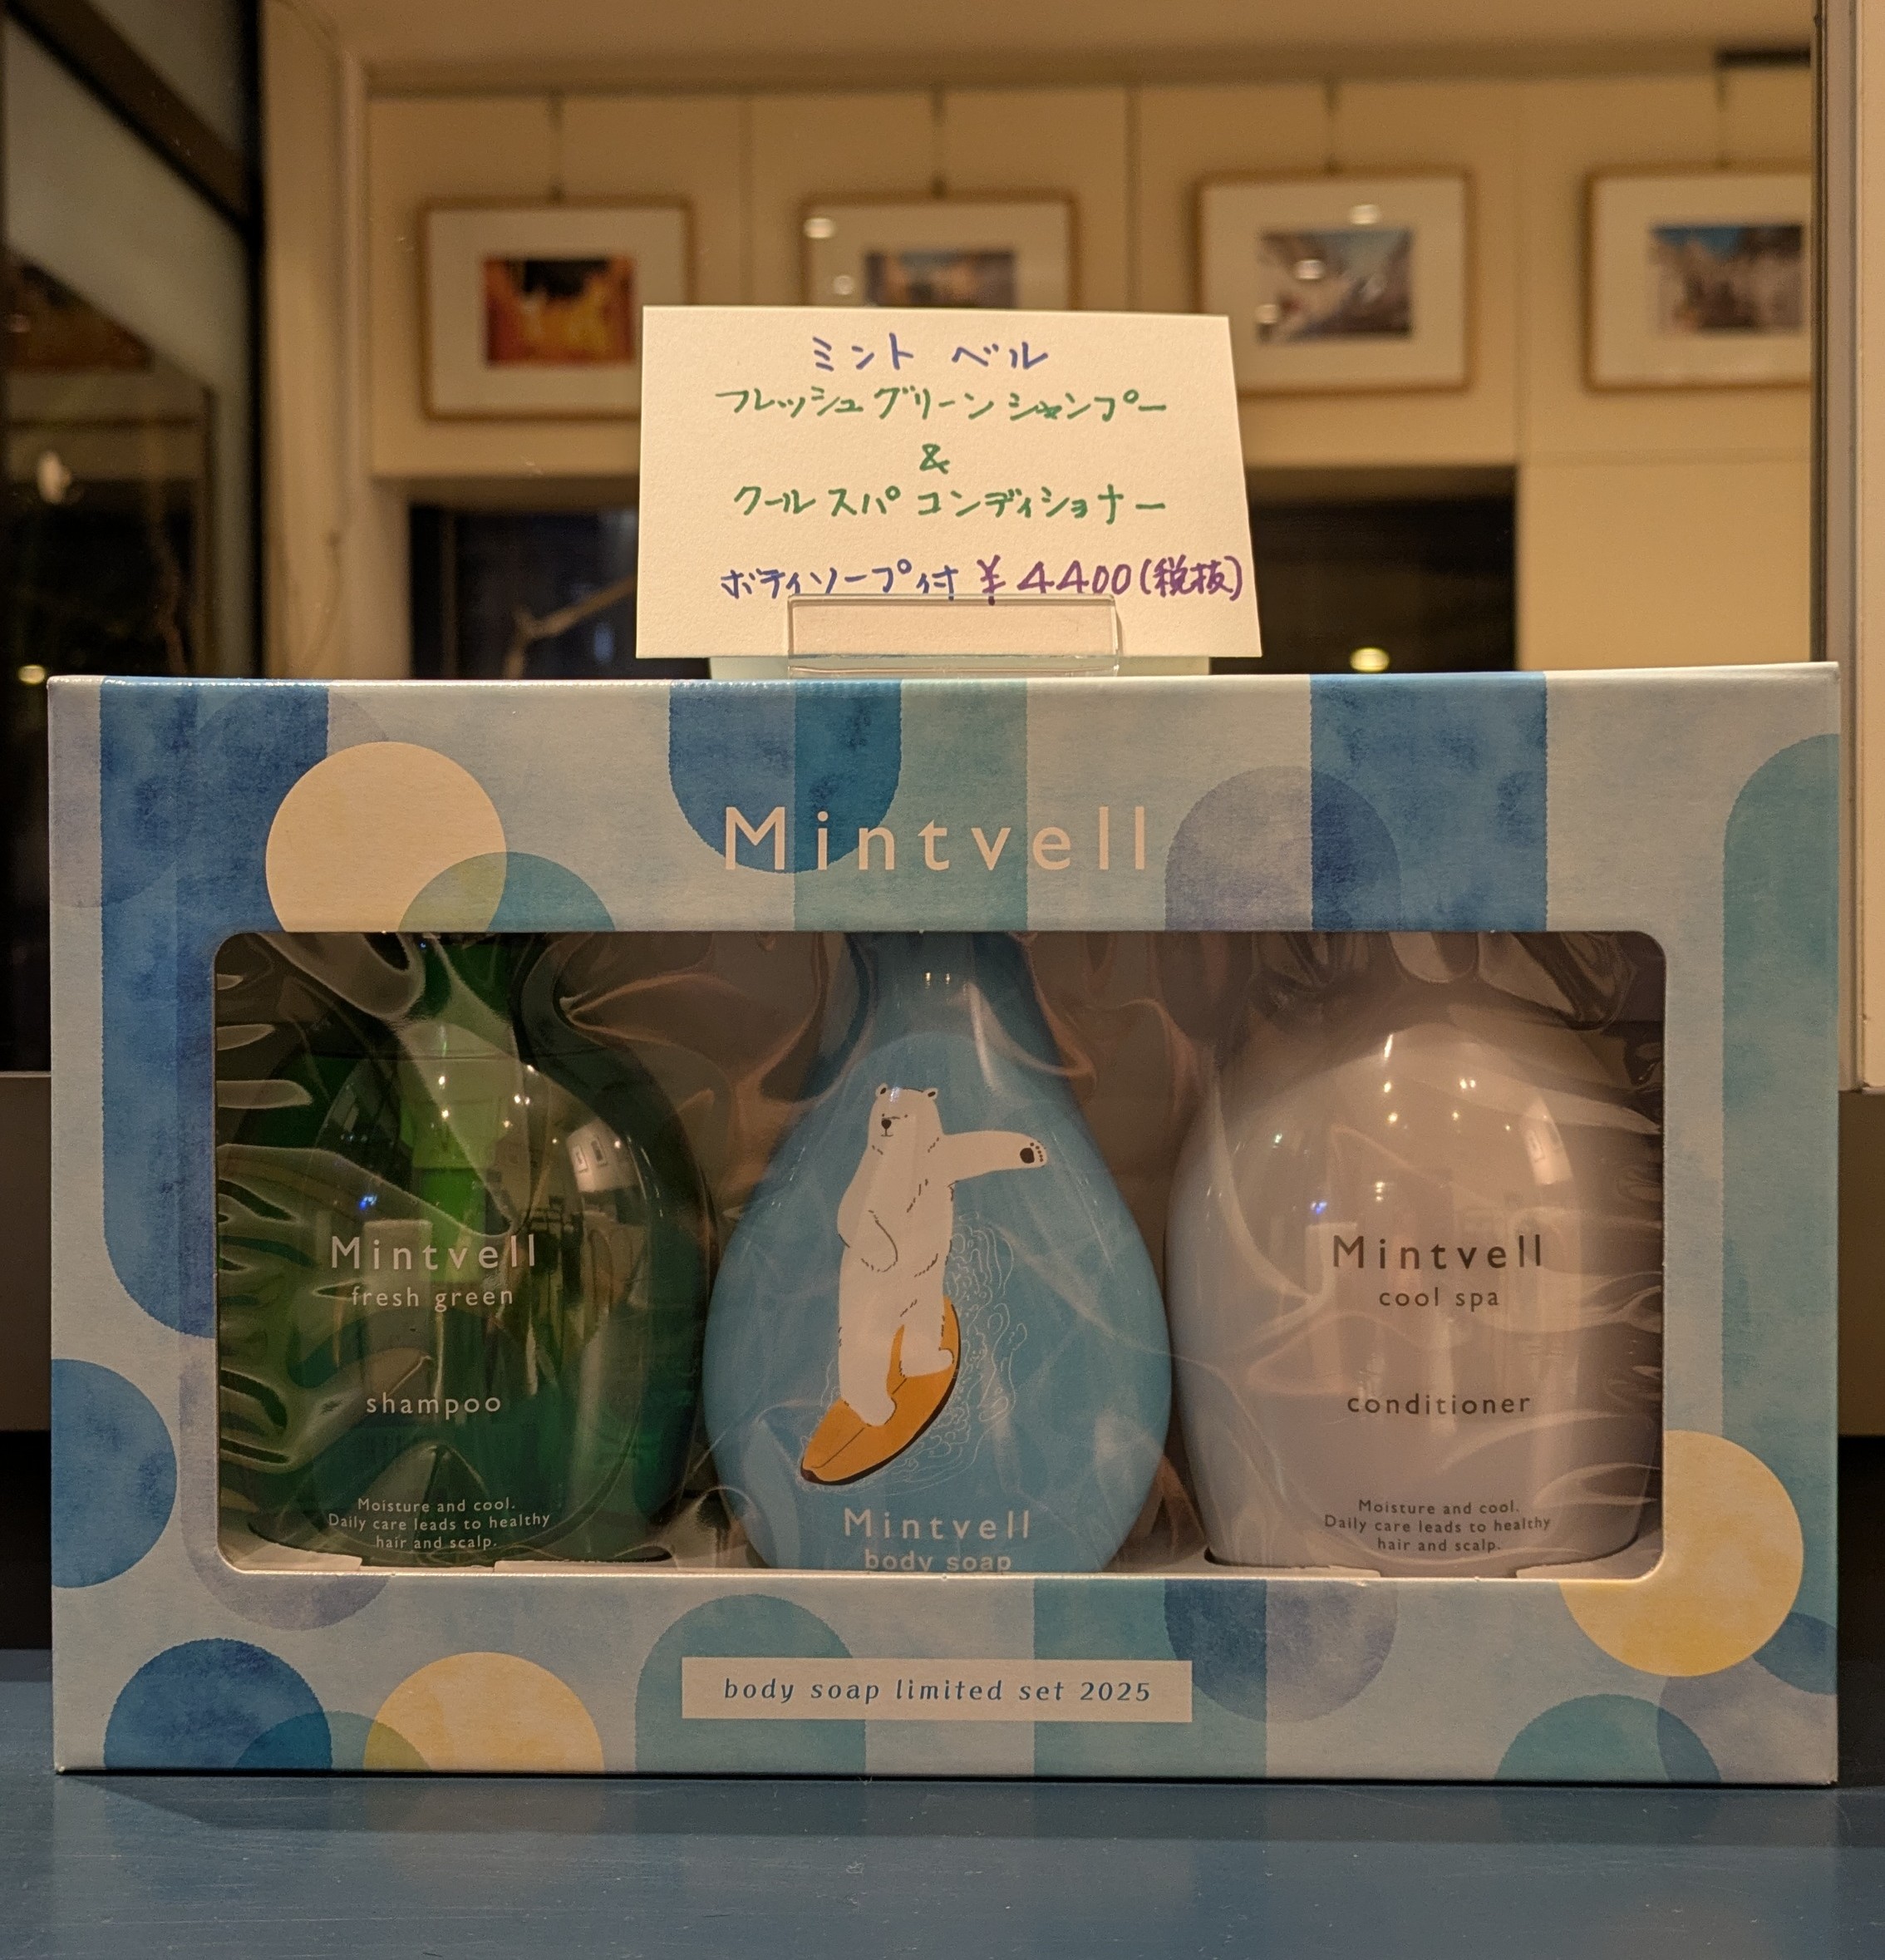 ミント ベル
フレッシュグリーンシャンプー
&
クールスパ コンディショナー
ボディソープ付 ¥4400(税抜)
Mintvell
Mintvell
fresh green
shampoo
Moisture and cool.
Daily care leads to healthy
hair and scalp.
Mintvell
body soap
Mintvell
cool spa
conditioner
Moisture and cool.
Daily care leads to healthy
hair and scalp.
body soap limited set 2025